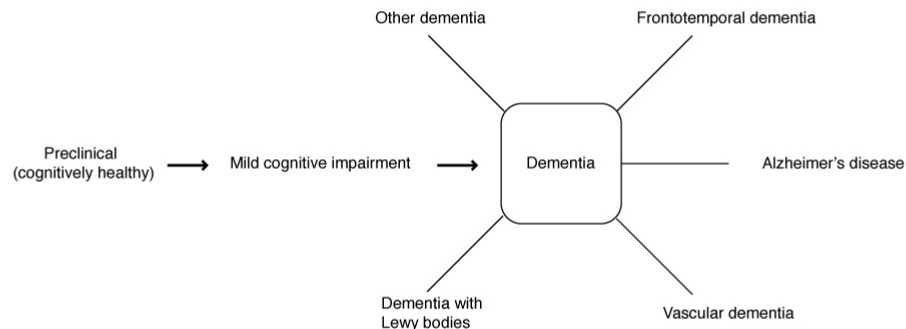 Other dementia
Frontotemporal dementia
Preclinical
(cognitively healthy)
Mild cognitive impairment
Dementia
Alzheimer's disease
Dementia with
Lewy bodies
Vascular dementia